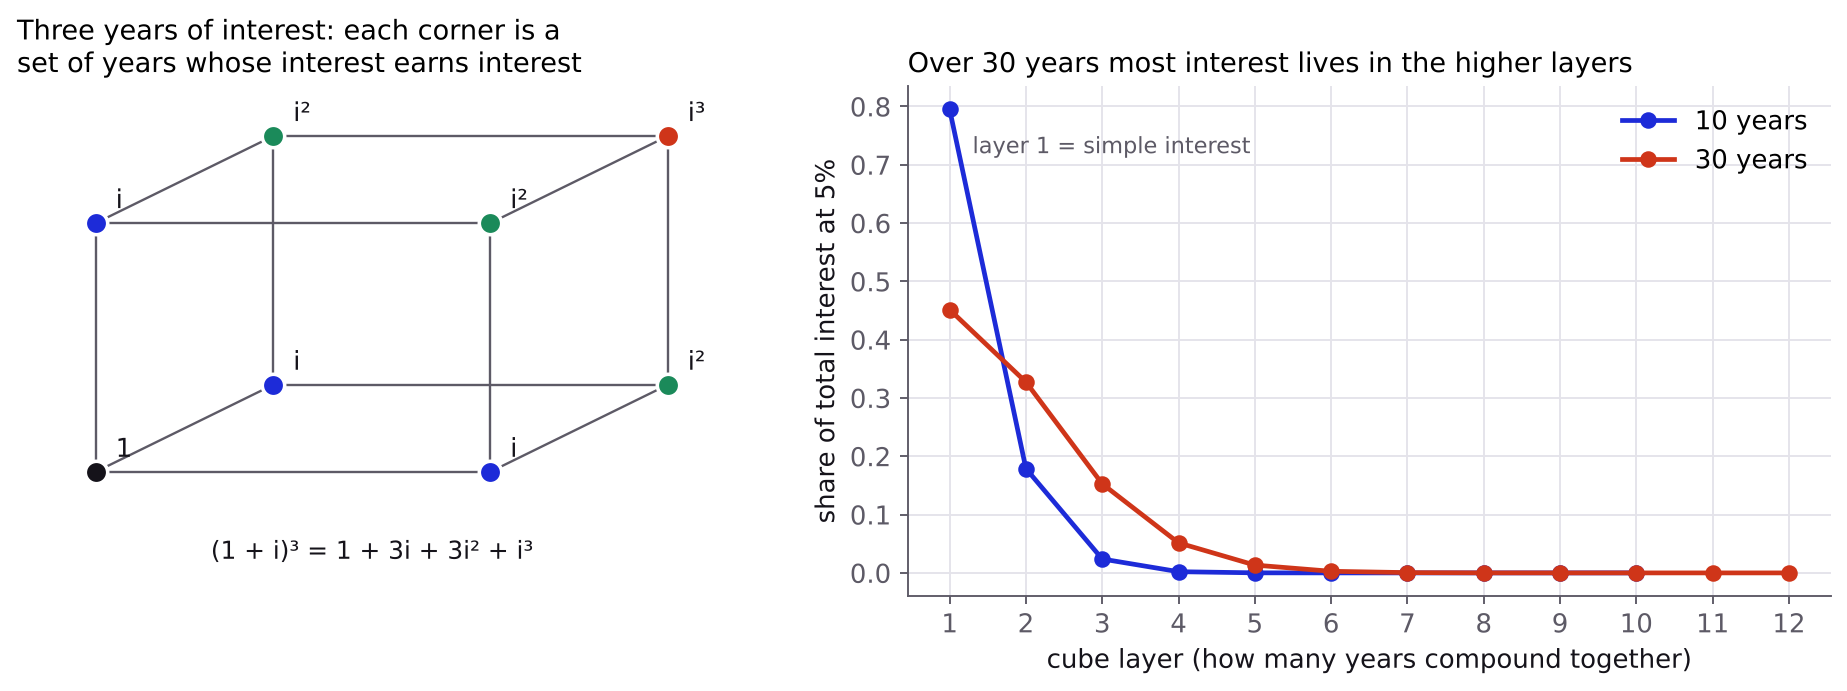 Three years of interest: each corner is a
set of years whose interest earns interest
i²
i³
i
i²
i
i²
1
i
(1 + i)³ = 1 + 3i + 3i² + i³
Over 30 years most interest lives in the higher layers
share of total interest at 5%
0.8
0.7
0.6
0.5
0.4
0.3
0.2
0.1
0.0
layer 1 = simple interest
10 years
30 years
1 2 3 4 5 6 7 8 9 10 11 12
cube layer (how many years compound together)